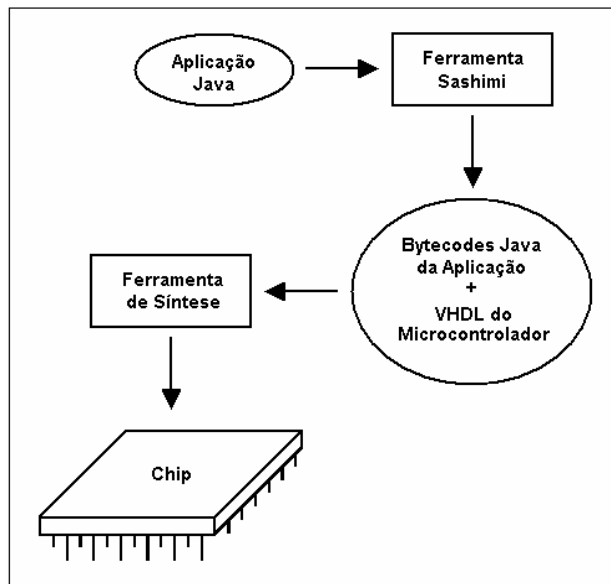 Aplicação
Java
Ferramenta
Sashimi
Bytecodes Java
da Aplicação
+
VHDL do
Microcontrolador
Ferramenta
de Síntese
Chip